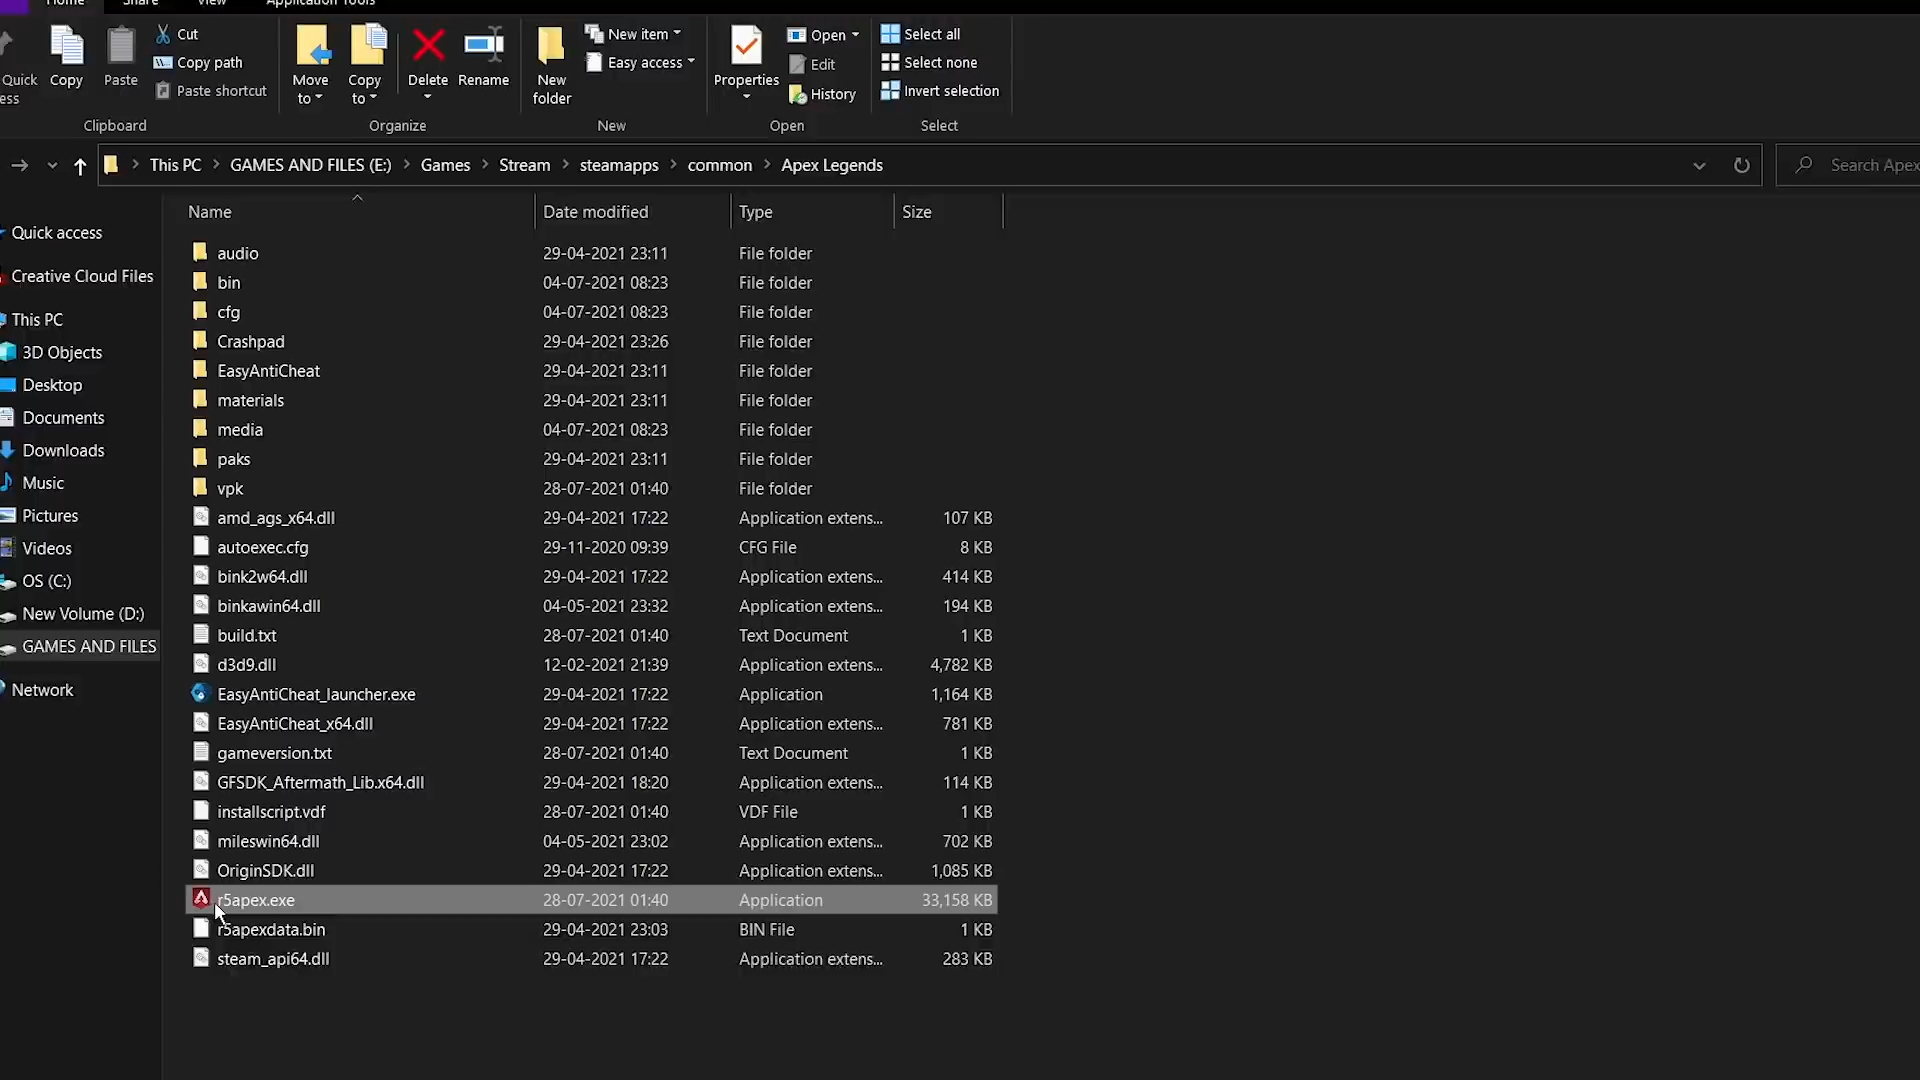 Home Share View Application Tools
Quick
ess
Copy
Paste
Cut
Copy path
Paste shortcut
Clipboard
Move to
Copy to
Delete
Rename
Organize
New folder
New item
Easy access
New
Properties
Open
Edit
History
Open
Select all
Select none
Invert selection
Select
This PC > GAMES AND FILES (E:) > Games > Stream > steamapps > common > Apex Legends
Search Apex
Quick access
Creative Cloud Files
This PC
3D Objects
Desktop
Documents
Downloads
Music
Pictures
Videos
OS (C:)
New Volume (D:)
GAMES AND FILES
Network
Name Date modified Type Size
audio 29-04-2021 23:11 File folder
bin 04-07-2021 08:23 File folder
cfg 04-07-2021 08:23 File folder
Crashpad 29-04-2021 23:26 File folder
EasyAntiCheat 29-04-2021 23:11 File folder
materials 29-04-2021 23:11 File folder
media 04-07-2021 08:23 File folder
paks 29-04-2021 23:11 File folder
vpk 28-07-2021 01:40 File folder
amd_ags_x64.dll 29-04-2021 17:22 Application extens... 107 KB
autoexec.cfg 29-11-2020 09:39 CFG File 8 KB
bink2w64.dll 29-04-2021 17:22 Application extens... 414 KB
binkawin64.dll 04-05-2021 23:32 Application extens... 194 KB
build.txt 28-07-2021 01:40 Text Document 1 KB
d3d9.dll 12-02-2021 21:39 Application extens... 4,782 KB
EasyAntiCheat_launcher.exe 29-04-2021 17:22 Application 1,164 KB
EasyAntiCheat_x64.dll 29-04-2021 17:22 Application extens... 781 KB
gameversion.txt 28-07-2021 01:40 Text Document 1 KB
GFSDK_Aftermath_Lib.x64.dll 29-04-2021 18:20 Application extens... 114 KB
installscript.vdf 28-07-2021 01:40 VDF File 1 KB
mileswin64.dll 04-05-2021 23:02 Application extens... 702 KB
OriginSDK.dll 29-04-2021 17:22 Application extens... 1,085 KB
r5apex.exe 28-07-2021 01:40 Application 33,158 KB
r5apexdata.bin 29-04-2021 23:03 BIN File 1 KB
steam_api64.dll 29-04-2021 17:22 Application extens... 283 KB